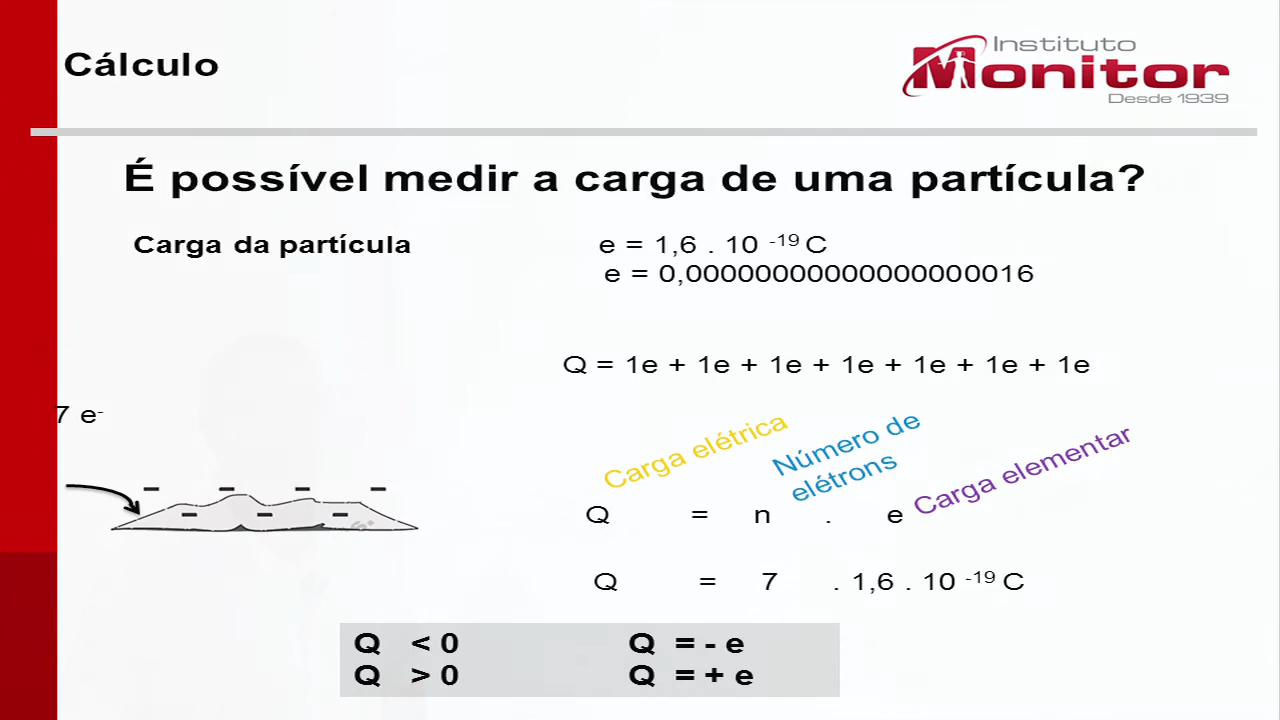 Cálculo
Instituto
Monitor
Desde 1939
É possível medir a carga de uma partícula?
Carga da partícula
e = 1,6 . 10 -19 C
e = 0,00000000000000000016
Q = 1e + 1e + 1e + 1e + 1e + 1e + 1e
7 e-
Carga elétrica
Número de
elétrons
Carga elementar
Q = n . e
Q = 7 . 1,6 . 10 -19 C
Q < 0 Q = - e
Q > 0 Q = + e